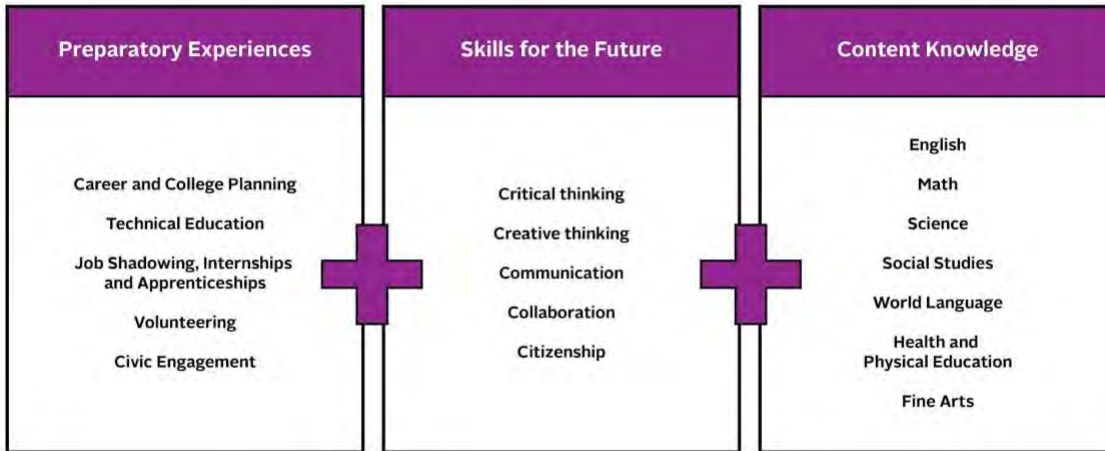 Preparatory Experiences
Career and College Planning
Technical Education
Job Shadowing, Internships
and Apprenticeships
Volunteering
Civic Engagement
Skills for the Future
Critical thinking
Creative thinking
Communication
Collaboration
Citizenship
Content Knowledge
English
Math
Science
Social Studies
World Language
Health and
Physical Education
Fine Arts